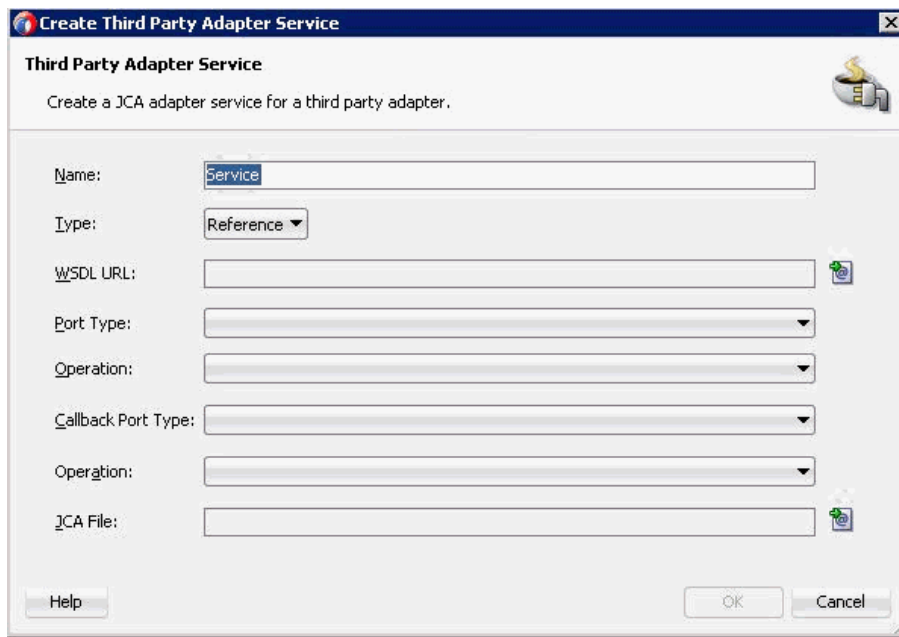 Create Third Party Adapter Service
Third Party Adapter Service
Create a JCA adapter service for a third party adapter.
Name: Service
Type: Reference
WSDL URL:
Port Type:
Operation:
Callback Port Type:
Operation:
JCA File:
Help OK Cancel